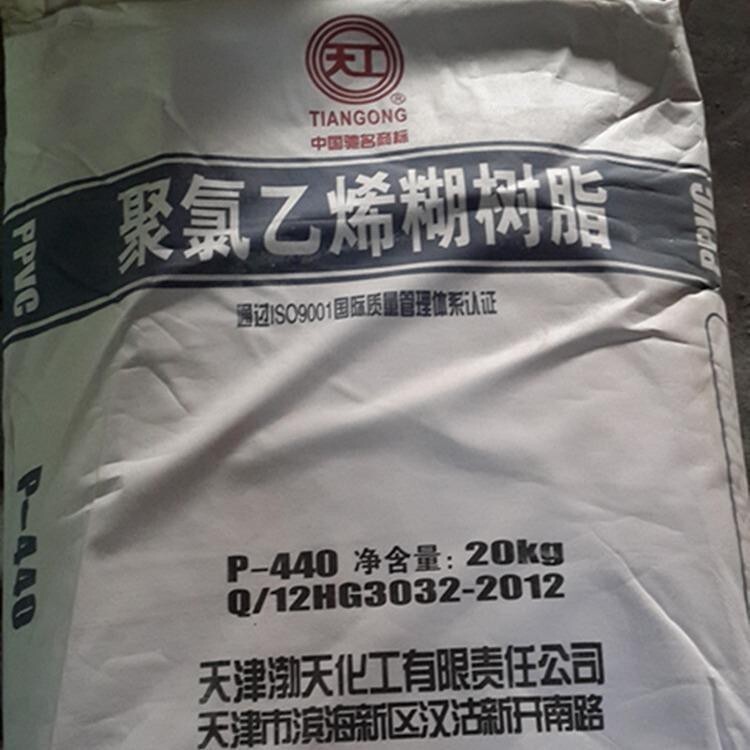 天工
®
TIANGONG
中国驰名商标
聚氯乙烯糊树脂
PPVC
PPVC
通过ISO9001国际质量管理体系认证
P-440
P-440 净含量: 20kg
Q/12HG3032-2012
天津渤天化工有限责任公司
天津市滨海新区汉沽新开南路